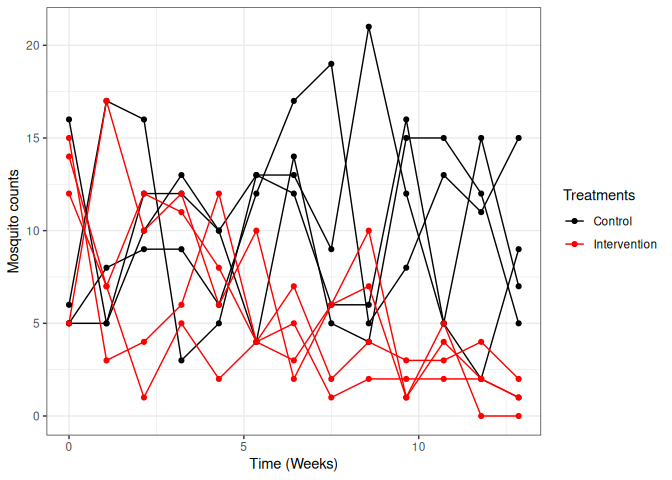 20
15
10
5
0
Mosquito counts
0 5 10
Time (Weeks)
Treatments
Control
Intervention